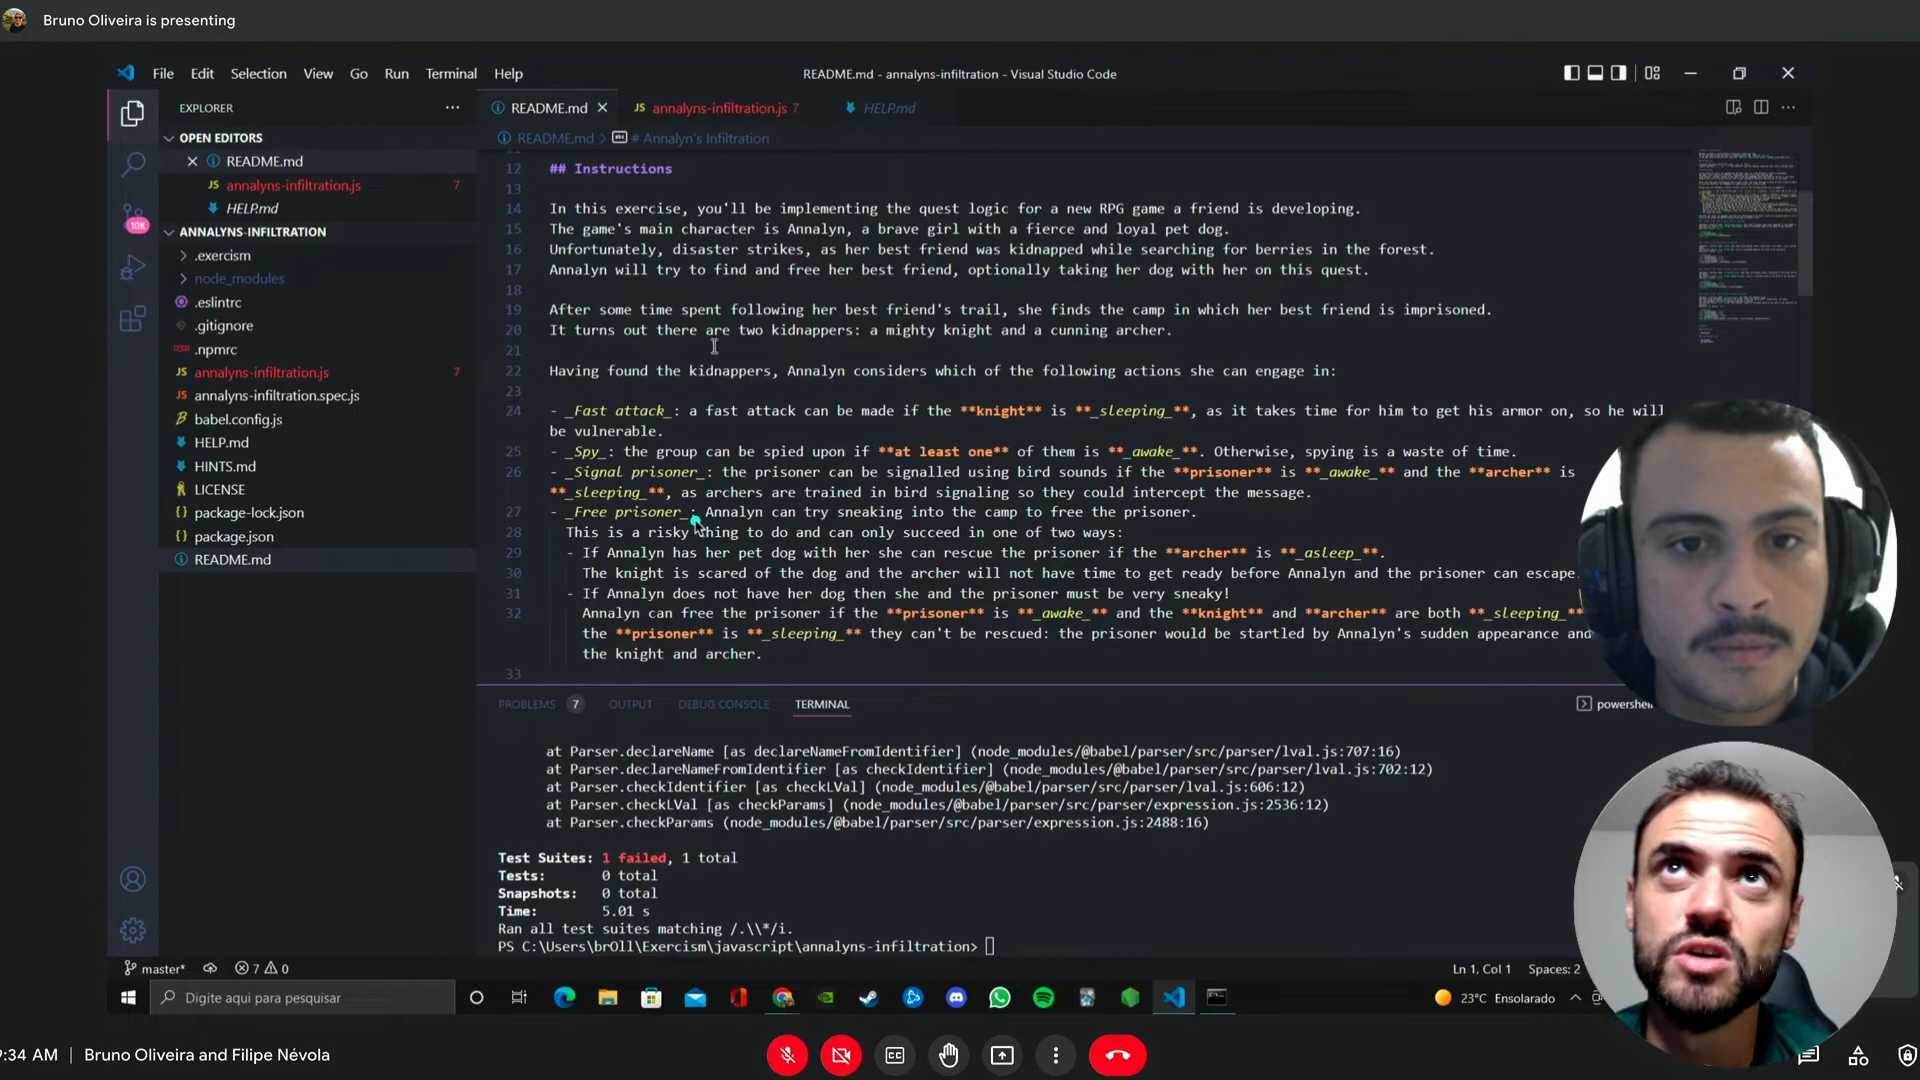 Bruno Oliveira is presenting
File Edit Selection View Go Run Terminal Help
README.md - annalyns-infiltration - Visual Studio Code
EXPLORER
OPEN EDITORS
README.md
JS annalyns-infiltration.js 7
HELP.md
10K
ANNALYNS-INFILTRATION
.exercism
node_modules
.eslintrc
.gitignore
.npmrc
JS annalyns-infiltration.js 7
JS annalyns-infiltration.spec.js
babel.config.js
HELP.md
HINTS.md
LICENSE
{} package-lock.json
{} package.json
README.md
README.md
JS annalyns-infiltration.js 7
HELP.md
README.md > # Annalyn's Infiltration
12 ## Instructions
13
14 In this exercise, you'll be implementing the quest logic for a new RPG game a friend is developing.
15 The game's main character is Annalyn, a brave girl with a fierce and loyal pet dog.
16 Unfortunately, disaster strikes, as her best friend was kidnapped while searching for berries in the forest.
17 Annalyn will try to find and free her best friend, optionally taking her dog with her on this quest.
18
19 After some time spent following her best friend's trail, she finds the camp in which her best friend is imprisoned.
20 It turns out there are two kidnappers: a mighty knight and a cunning archer.
21
22 Having found the kidnappers, Annalyn considers which of the following actions she can engage in:
23
24 - _Fast attack_: a fast attack can be made if the **knight** is **_sleeping_**, as it takes time for him to get his armor on, so he will
be vulnerable.
25 - _Spy_: the group can be spied upon if **at least one** of them is **_awake_**. Otherwise, spying is a waste of time.
26 - _Signal prisoner_: the prisoner can be signalled using bird sounds if the **prisoner** is **_awake_** and the **archer** is
**_sleeping_**, as archers are trained in bird signaling so they could intercept the message.
27 - _Free prisoner_: Annalyn can try sneaking into the camp to free the prisoner.
28 This is a risky thing to do and can only succeed in one of two ways:
29 - If Annalyn has her pet dog with her she can rescue the prisoner if the **archer** is **_asleep_**.
30 The knight is scared of the dog and the archer will not have time to get ready before Annalyn and the prisoner can escape.
31 - If Annalyn does not have her dog then she and the prisoner must be very sneaky!
32 Annalyn can free the prisoner if the **prisoner** is **_awake_** and the **knight** and **archer** are both **_sleeping_**
the **prisoner** is **_sleeping_** they can't be rescued: the prisoner would be startled by Annalyn's sudden appearance and
the knight and archer.
33
PROBLEMS 7 OUTPUT DEBUG CONSOLE TERMINAL
powershell
at Parser.declareName [as declareNameFromIdentifier] (node_modules/@babel/parser/src/parser/lval.js:707:16)
at Parser.declareNameFromIdentifier [as checkIdentifier] (node_modules/@babel/parser/src/parser/lval.js:702:12)
at Parser.checkIdentifier [as checkLVal] (node_modules/@babel/parser/src/parser/lval.js:606:12)
at Parser.checkLVal [as checkParams] (node_modules/@babel/parser/src/parser/expression.js:2536:12)
at Parser.checkParams (node_modules/@babel/parser/src/parser/expression.js:2488:16)
Test Suites: 1 failed, 1 total
Tests: 0 total
Snapshots: 0 total
Time: 5.01 s
Ran all test suites matching /.\\*/i.
PS C:\Users\brOll\Exercism\javascript\annalyns-infiltration>
master* 7 0
Ln 1, Col 1 Spaces: 2
Digite aqui para pesquisar
23°C Ensolarado
9:34 AM | Bruno Oliveira and Filipe Névola